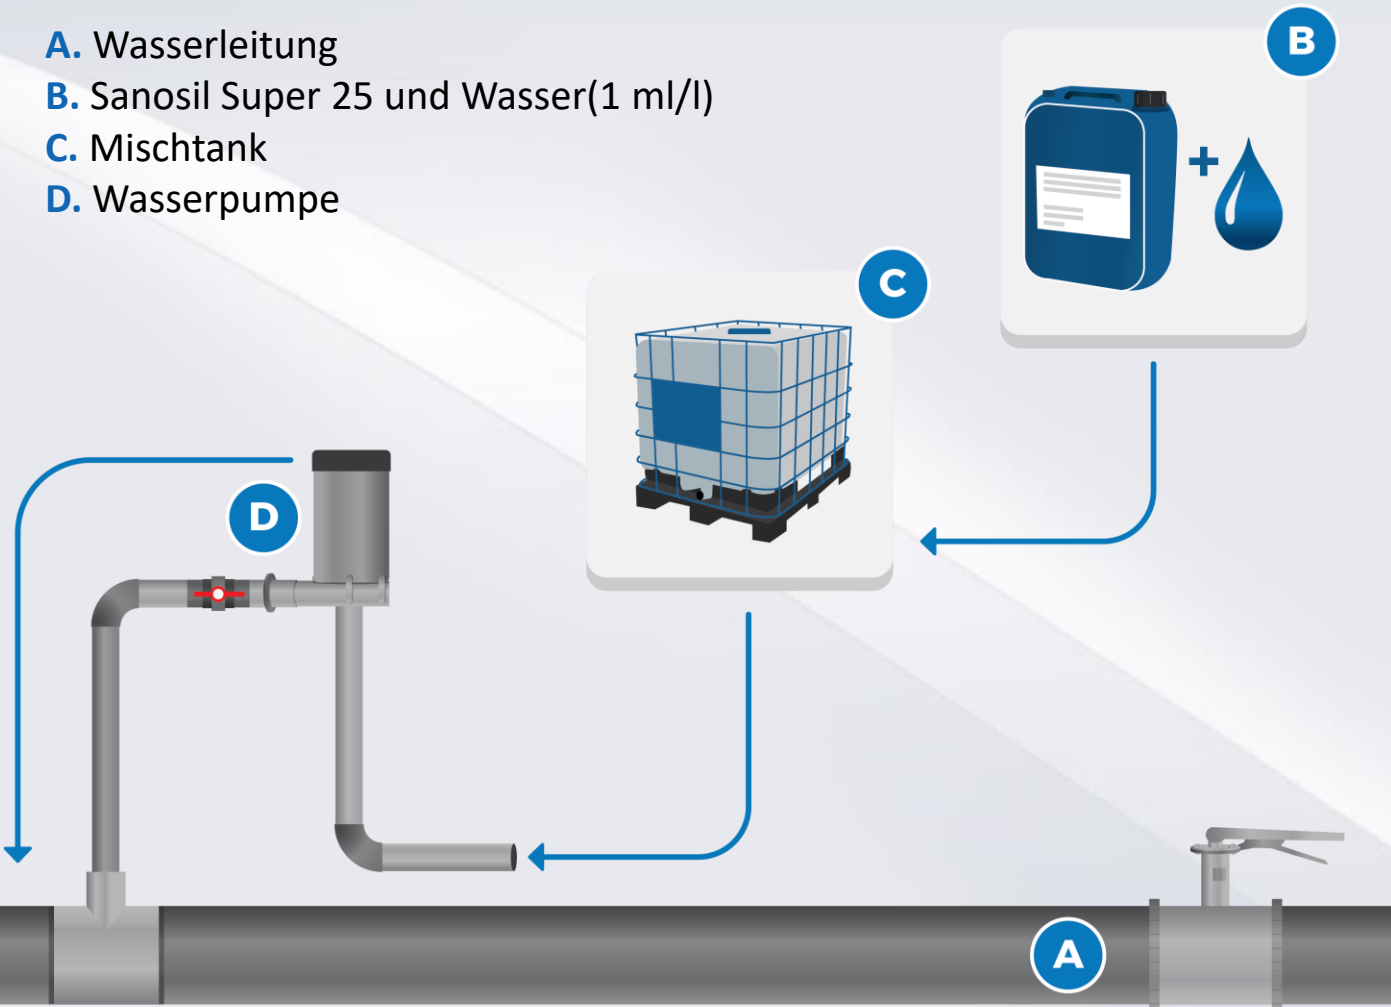 A. Wasserleitung
B. Sanosil Super 25 und Wasser(1 ml/l)
C. Mischtank
D. Wasserpumpe
B
C
D
A